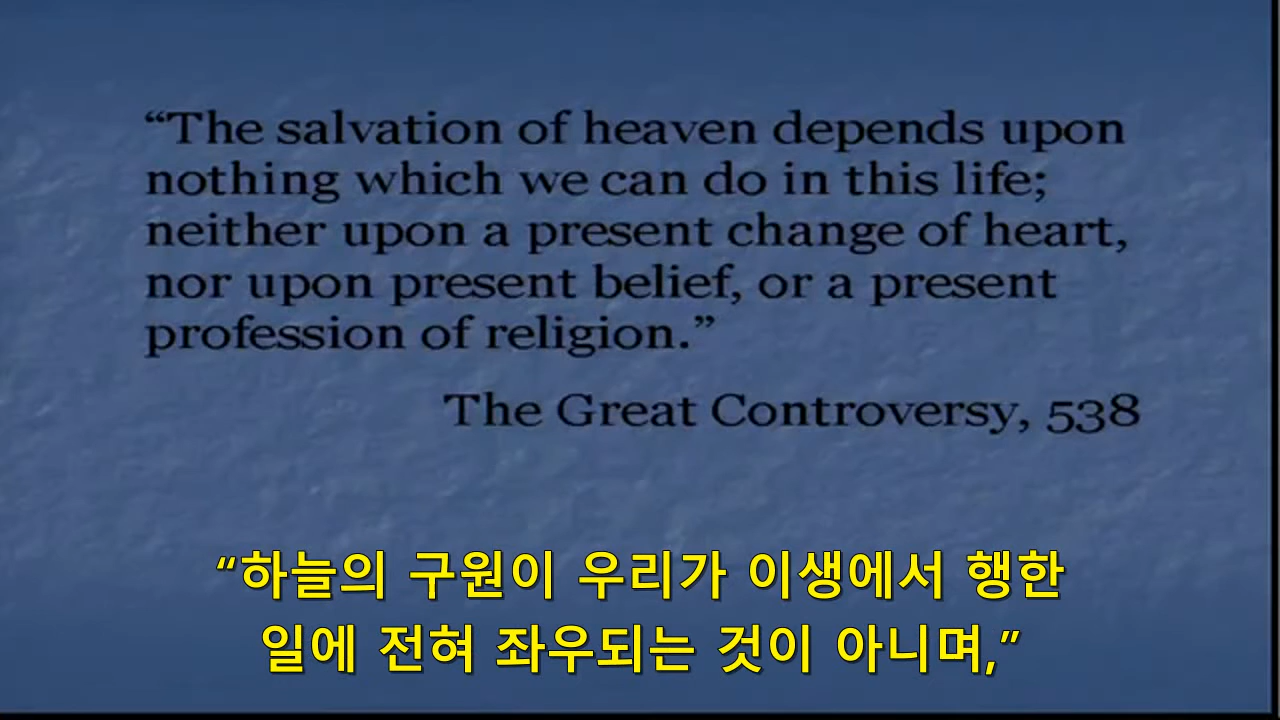 “The salvation of heaven depends upon
nothing which we can do in this life;
neither upon a present change of heart,
nor upon present belief, or a present
profession of religion.”
The Great Controversy, 538
“하늘의 구원이 우리가 이생에서 행한
일에 전혀 좌우되는 것이 아니며,”